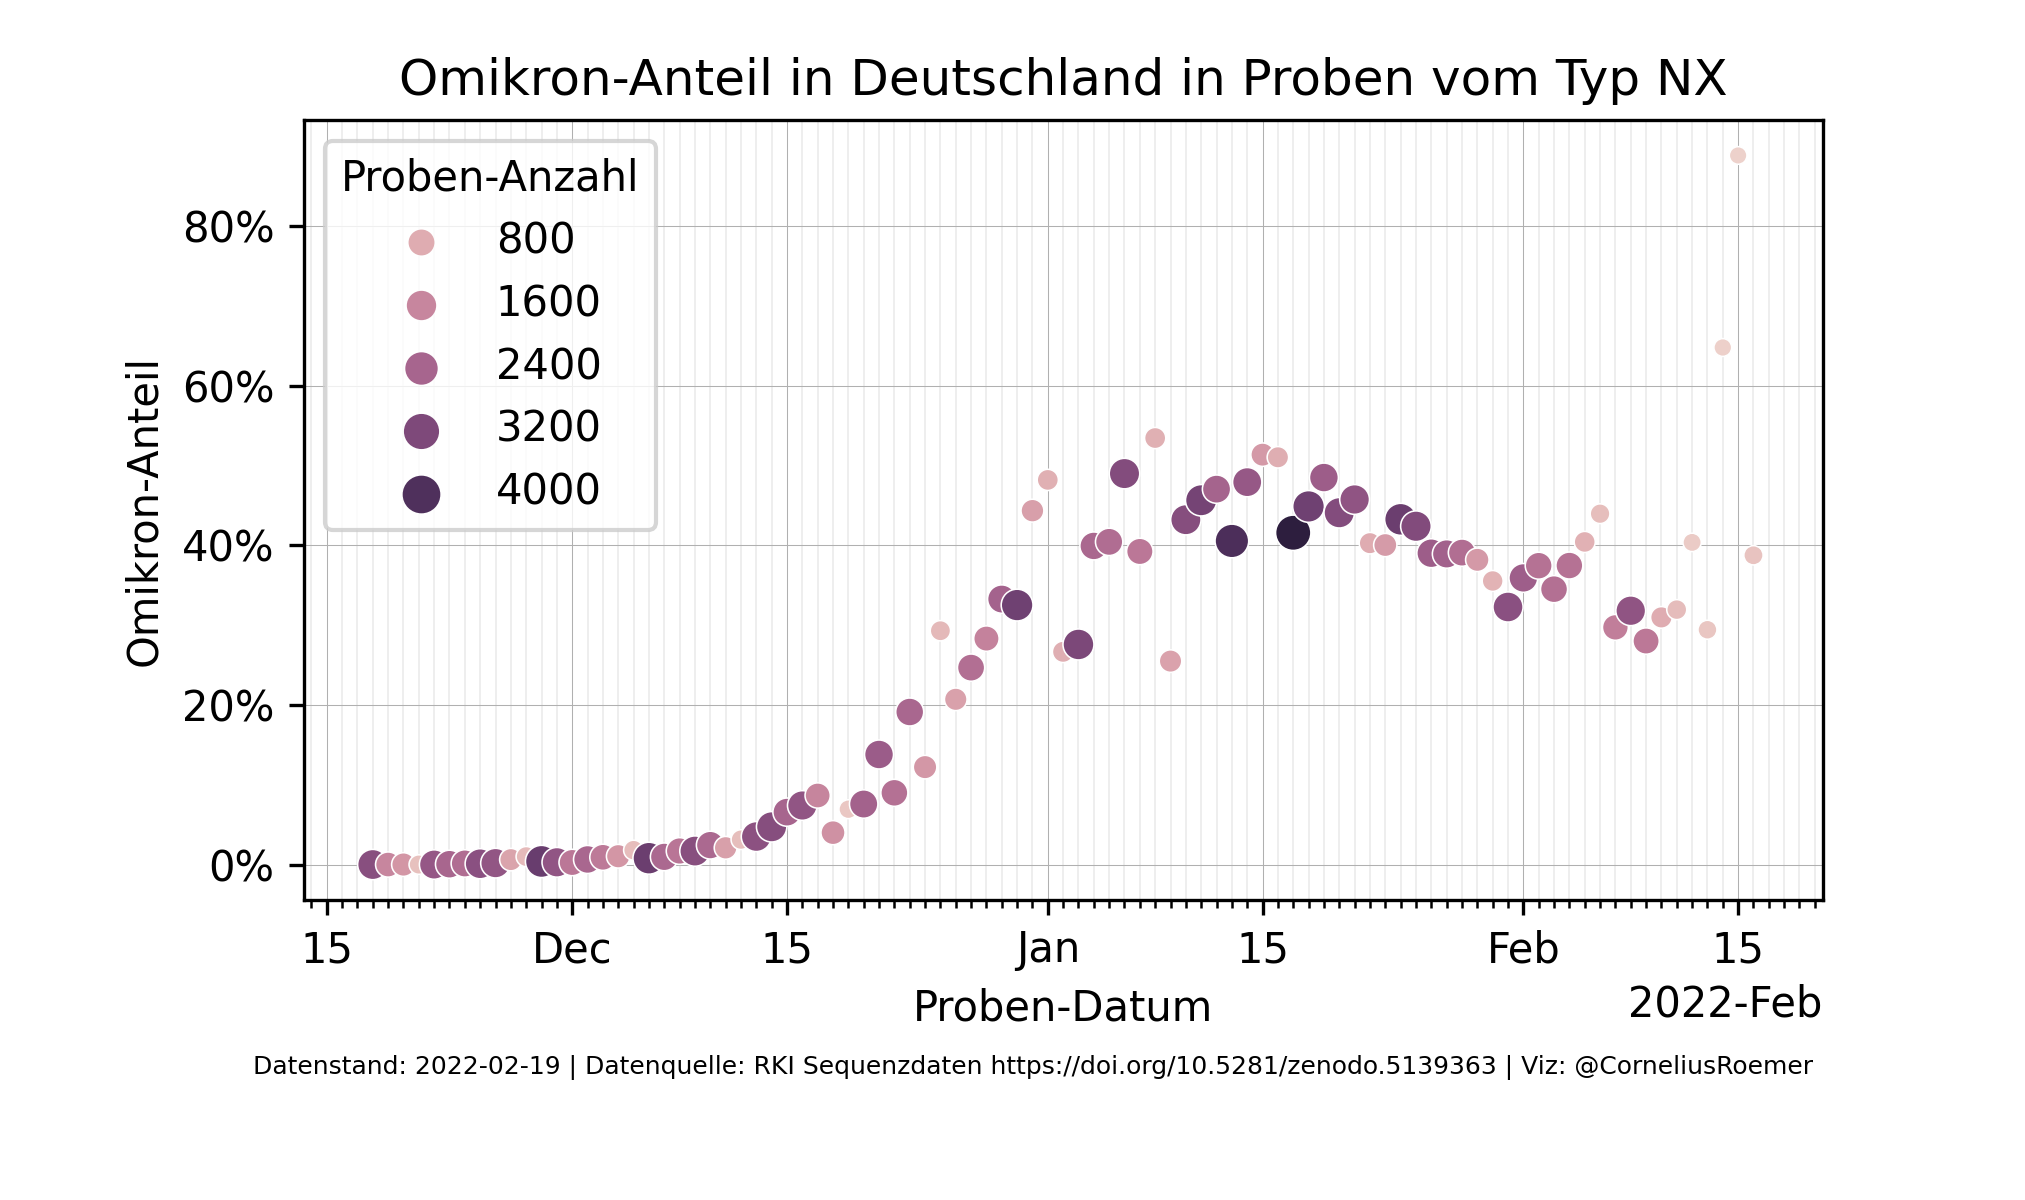 Omikron-Anteil in Deutschland in Proben vom Typ NX
Proben-Anzahl
800
1600
2400
3200
4000
Omikron-Anteil
80%
60%
40%
20%
0%
15 Dec 15 Jan 15 Feb 15
2022-Feb
Proben-Datum
Datenstand: 2022-02-19 | Datenquelle: RKI Sequenzdaten https://doi.org/10.5281/zenodo.5139363 | Viz: @CorneliusRoemer